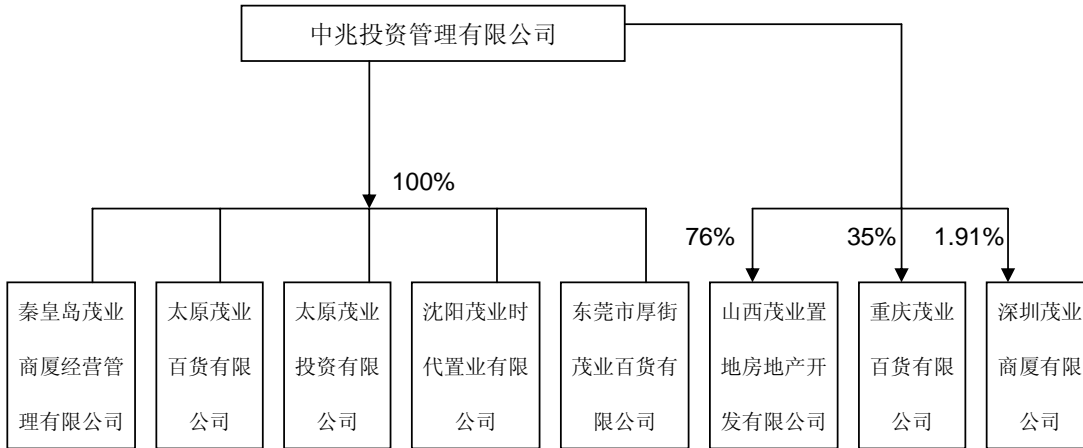 中兆投资管理有限公司
100%
76%
35%
1.91%
秦皇岛茂业
商厦经营管
理有限公司
太原茂业
百货有限
公司
太原茂业
投资有限
公司
沈阳茂业时
代置业有限
公司
东莞市厚街
茂业百货有
限公司
山西茂业置
地房地产开
发有限公司
重庆茂业
百货有限
公司
深圳茂业
商厦有限
公司